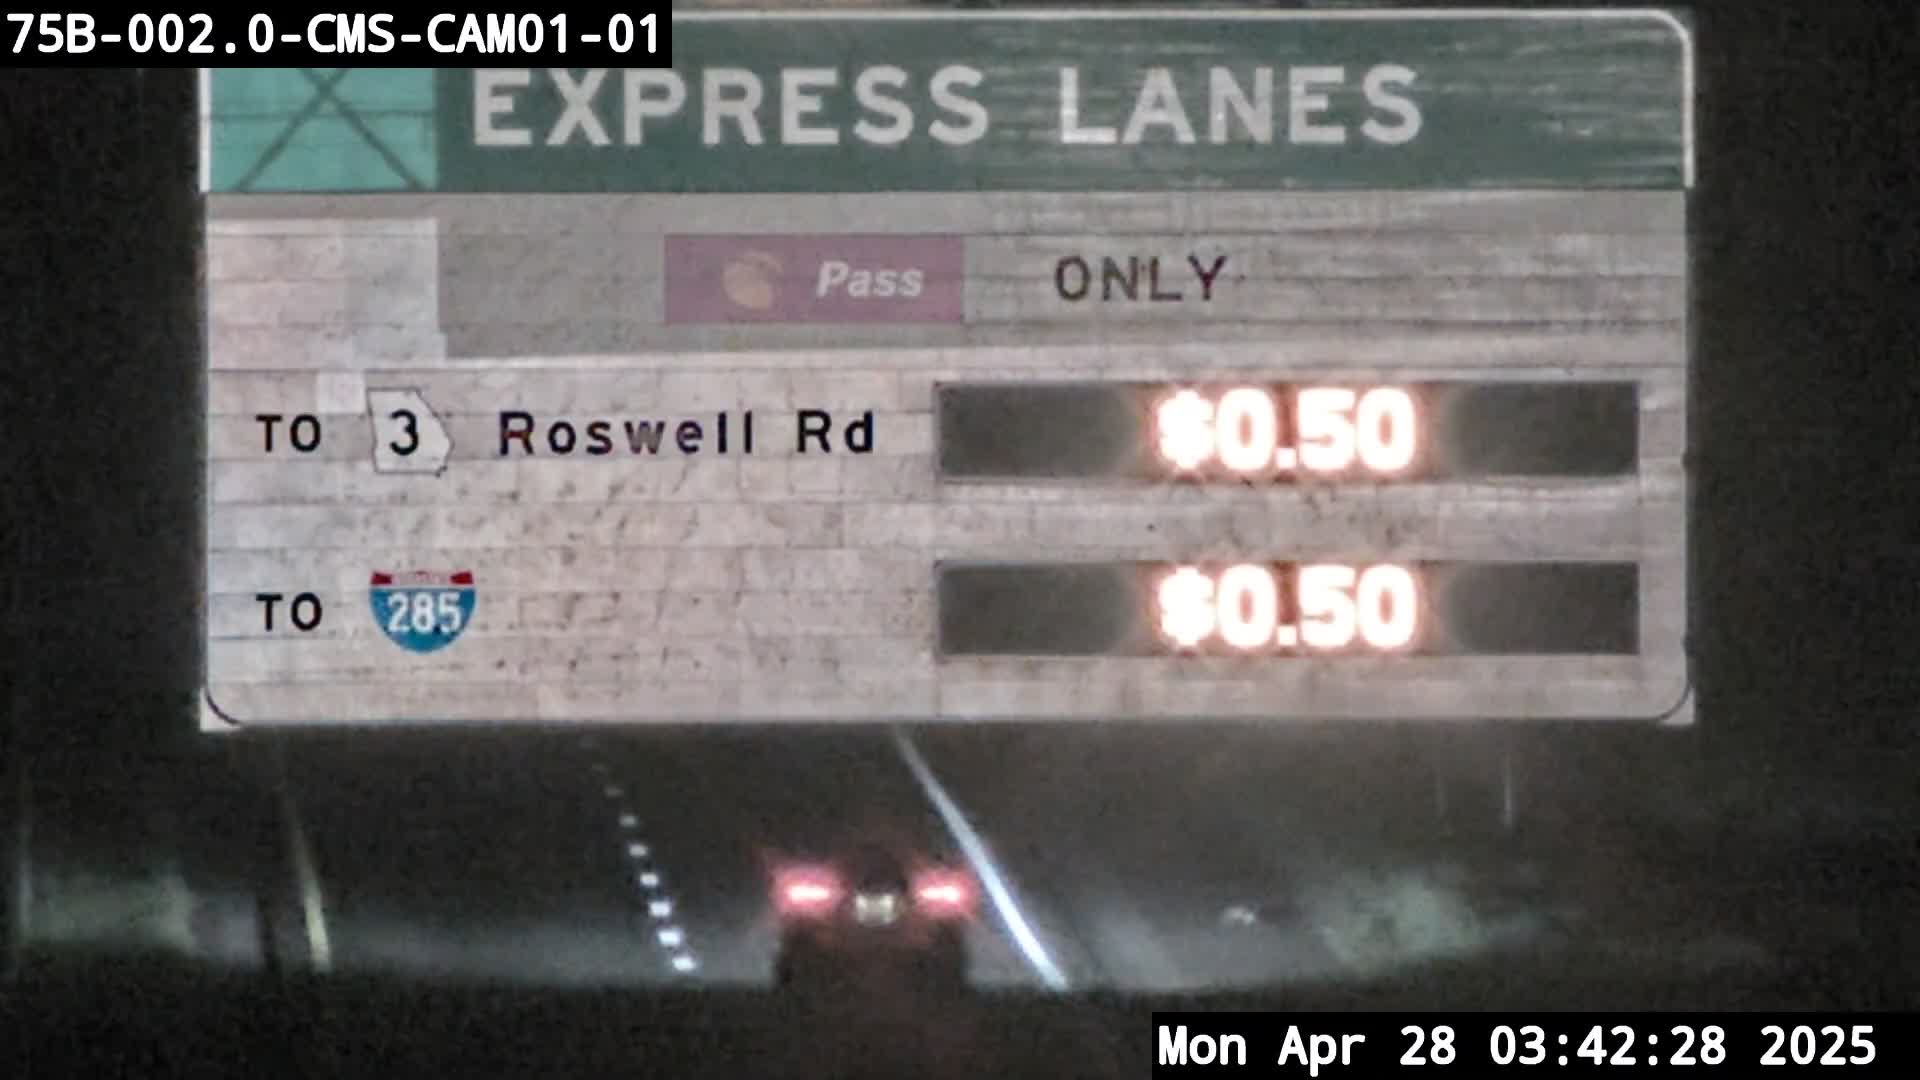 75B-002.0-CMS-CAM01-01
EXPRESS LANES
Pass ONLY
TO 3 Roswell Rd $0.50
TO 285 $0.50
Mon Apr 28 03:42:28 2025